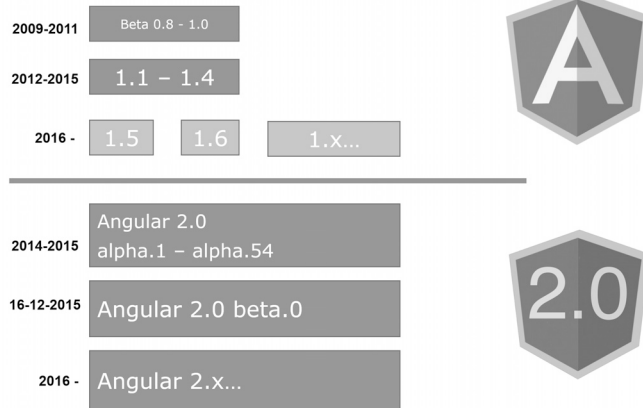 2009-2011 Beta 0.8 - 1.0
2012-2015 1.1 – 1.4
2016 - 1.5 1.6 1.x...
A
2014-2015 Angular 2.0
alpha.1 – alpha.54
16-12-2015 Angular 2.0 beta.0
2.0
2016 - Angular 2.x...